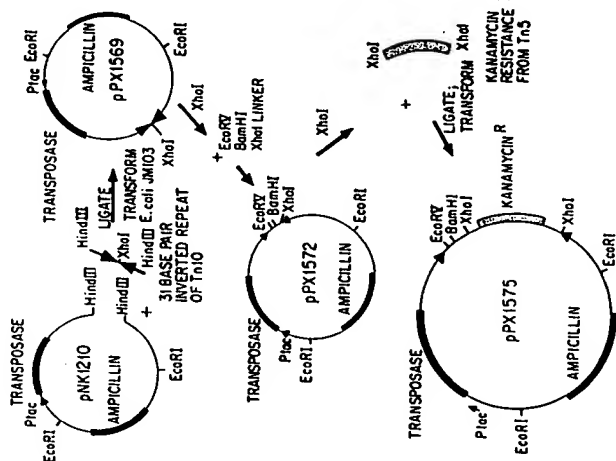 TRANSPOSASE
EcoRI
Plac
pNK1210
HindIII
HindIII
AMPICILLIN
EcoRI
+
HindIII
XhoI
HindIII
31 BASE PAIR
INVERTED REPEAT
OF Tn10
LIGATE
TRANSFORM
E.coli JM103
TRANSPOSASE
Plac
EcoRI
AMPICILLIN
pPX1569
EcoRI
XhoI
XhoI
+ EcoRV
BamHI
XhoI LINKER
TRANSPOSASE
EcoRV
BamHI
XhoI
pPX1572
Plac
EcoRI
AMPICILLIN
EcoRI
XhoI
+
XhoI
XhoI
KANAMYCIN
RESISTANCE
FROM Tn5
LIGATE;
TRANSFORM
TRANSPOSASE
EcoRV
BamHI
XhoI
KANAMYCIN R
pPX1575
Plac
EcoRI
AMPICILLIN
XhoI
EcoRI